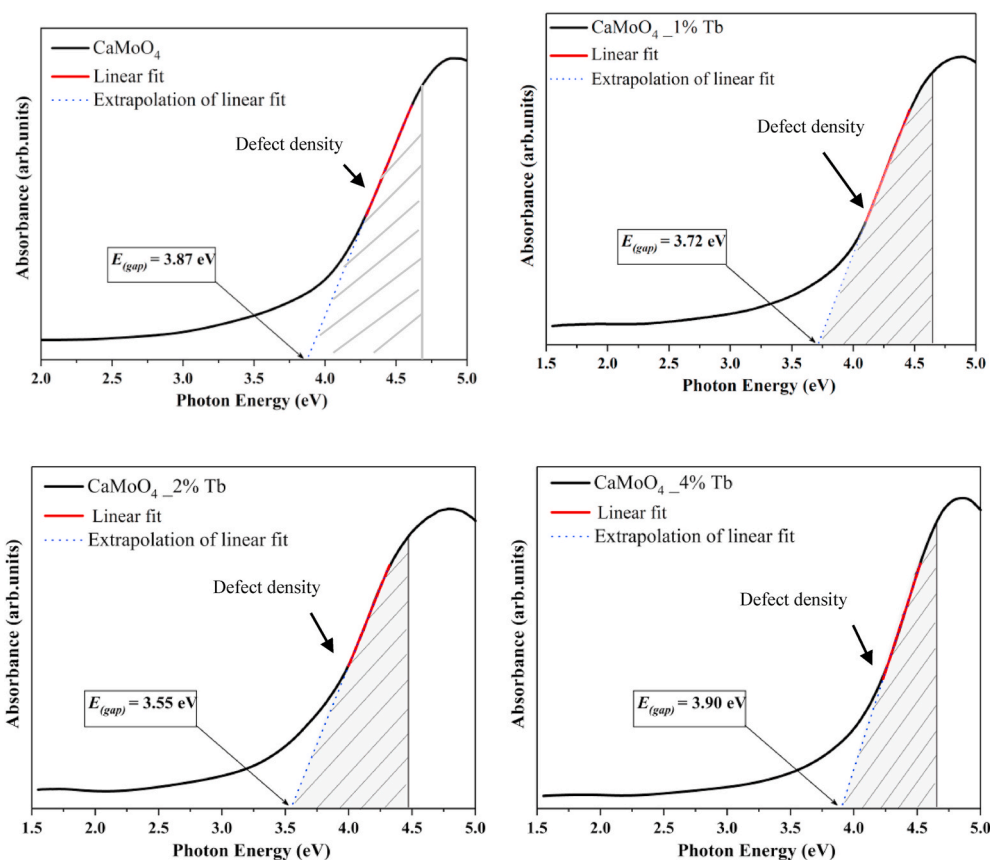 CaMoO4
Linear fit
Extrapolation of linear fit
Defect density
E(gap) = 3.87 eV
Absorbance (arb.units)
2.0 2.5 3.0 3.5 4.0 4.5 5.0
Photon Energy (eV)
CaMoO4 _1% Tb
Linear fit
Extrapolation of linear fit
Defect density
E(gap) = 3.72 eV
Absorbance (arb.units)
1.5 2.0 2.5 3.0 3.5 4.0 4.5 5.0
Photon Energy (eV)
CaMoO4 _2% Tb
Linear fit
Extrapolation of linear fit
Defect density
E(gap) = 3.55 eV
Absorbance (arb.units)
1.5 2.0 2.5 3.0 3.5 4.0 4.5 5.0
Photon Energy (eV)
CaMoO4 _4% Tb
Linear fit
Extrapolation of linear fit
Defect density
E(gap) = 3.90 eV
Absorbance (arb.units)
1.5 2.0 2.5 3.0 3.5 4.0 4.5 5.0
Photon Energy (eV)